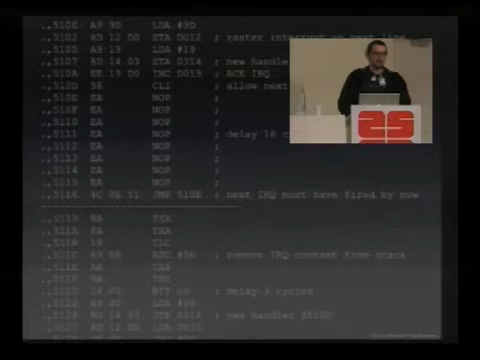 .,5100 A9 9D LDA #9D
.,5102 8D 12 D0 STA D012 ; raster interrupt on next line
.,5105 A9 19 LDA #19
.,5107 8D 14 03 STA 0314 ; new handle
.,510A EE 19 D0 INC D019 ; ACK IRQ
.,510D 58 CLI ; allow next
.,510E EA NOP ;
.,510F EA NOP ;
.,5110 EA NOP ;
.,5111 EA NOP ; delay 16 c
.,5112 EA NOP ;
.,5113 EA NOP ;
.,5114 EA NOP ;
.,5115 EA NOP ;
.,5116 4C 0E 51 JMP 510E ; next IRQ must have fired by now
.,5119 BA TSX
.,511A 8A TXA
.,511B 18 CLC
.,511C 69 06 ADC ; remove IRQ context from stack
.,511E AA TAX
.,511F 9A TXS
.,5120 24 00 BIT 00 ; delay 3 cycles
.,5122 A9 00 LDA #00
.,5124 8D 14 03 STA 0314 ; new handler
.,5127 LDA
25